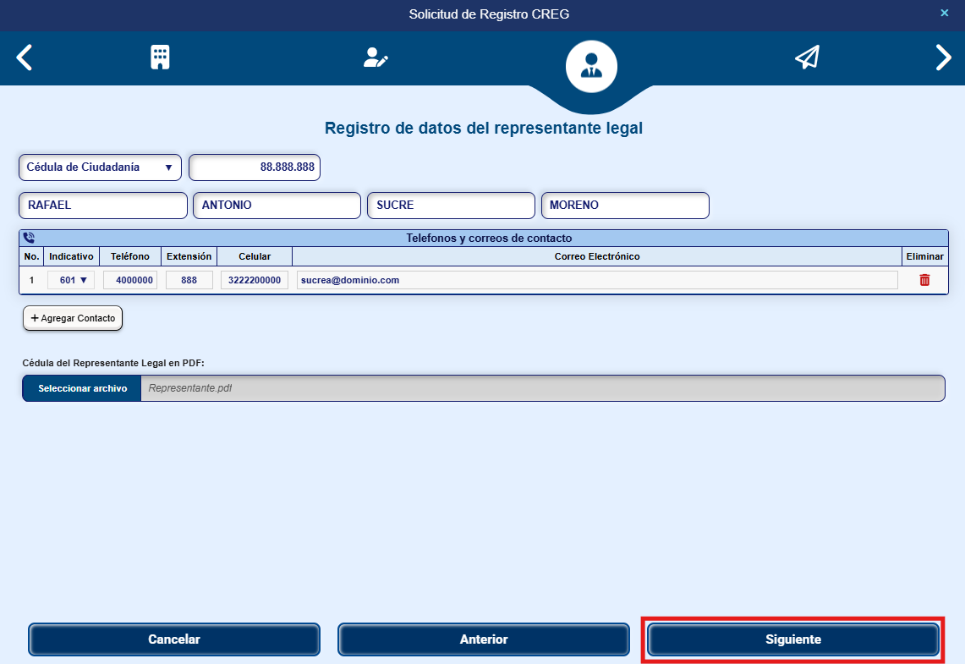 Solicitud de Registro CREG ×
Registro de datos del representante legal
Cédula de Ciudadanía ▼ 88.888.888
RAFAEL ANTONIO SUCRE MORENO
Telefonos y correos de contacto
No. Indicativo Teléfono Extensión Celular Correo Electrónico Eliminar
1 601 ▼ 4000000 888 3222200000 sucrea@dominio.com
+ Agregar Contacto
Cédula del Representante Legal en PDF:
Seleccionar archivo Representante.pdf
Cancelar Anterior Siguiente